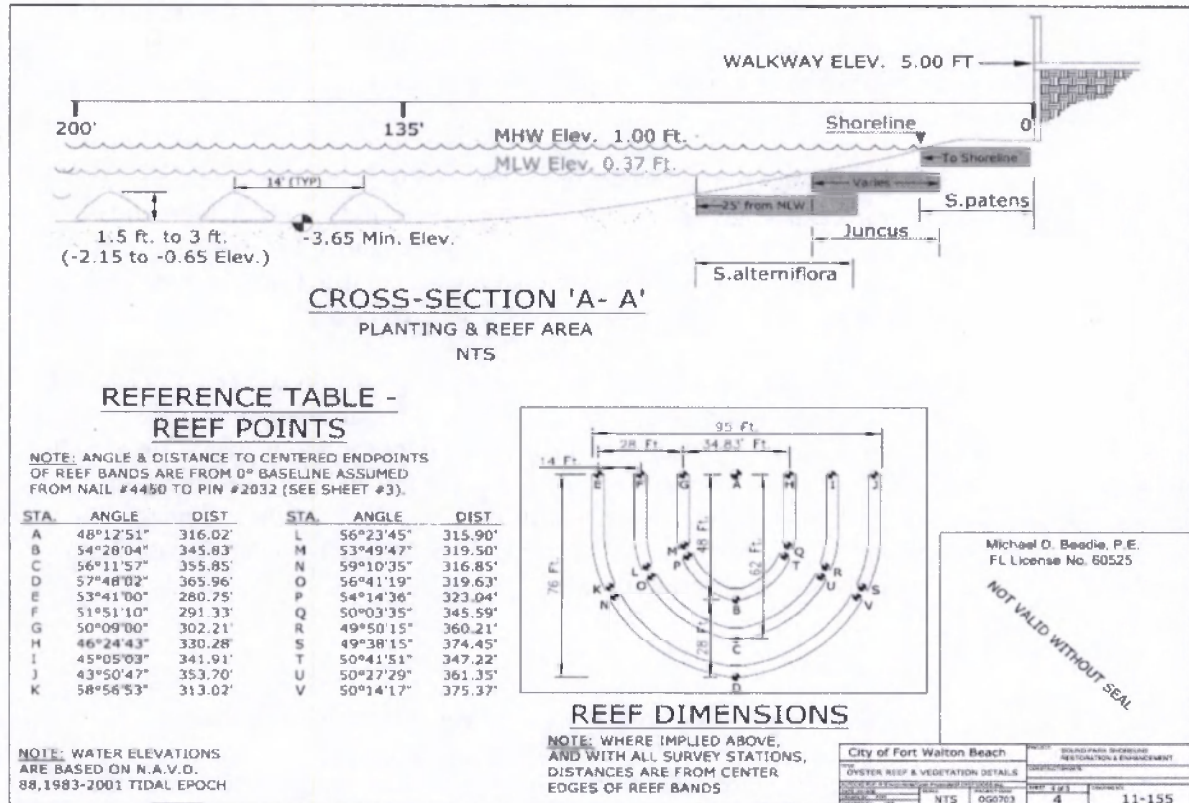 WALKWAY ELEV. 5.00 FT
200'
135'
0'
MHW Elev. 1.00 Ft.
Shoreline
MLW Elev. 0.37 Ft.
To Shoreline
14' (TYP)
Varies
25' from MLW
S.patens
1.5 ft. to 3 ft.
(-2.15 to -0.65 Elev.)
-3.65 Min. Elev.
Juncus
S.alterniflora
CROSS-SECTION 'A- A'
PLANTING & REEF AREA
NTS
REFERENCE TABLE -
REEF POINTS
NOTE: ANGLE & DISTANCE TO CENTERED ENDPOINTS
OF REEF BANDS ARE FROM 0° BASELINE ASSUMED
FROM NAIL #4450 TO PIN #2032 (SEE SHEET #3).
STA. ANGLE DIST STA. ANGLE DIST
A 48°12'51" 316.02' L 56°23'45" 315.90'
B 54°28'04" 345.83' M 53°49'47" 319.50'
C 56°11'57" 355.85' N 59°10'35" 316.85'
D 57°48'02" 365.96' O 56°41'19" 319.63'
E 53°41'00" 280.75' P 54°14'36" 323.04'
F 51°51'10" 291.33' Q 50°03'35" 345.59'
G 50°09'00" 302.21' R 49°50'15" 360.21'
H 46°24'43" 330.28' S 49°38'15" 374.45'
I 45°05'03" 341.91' T 50°41'51" 347.22'
J 43°50'47" 353.70' U 50°27'29" 361.35'
K 58°56'53" 313.02' V 50°14'17" 375.37'
NOTE: WATER ELEVATIONS
ARE BASED ON N.A.V.D.
88,1983-2001 TIDAL EPOCH
95 Ft.
28 Ft.
34.83' Ft.
14 Ft.
E F G A H I J
48 Ft.
62 Ft.
76 Ft.
M Q
P T
L R
O U
K S
N V
B
28 Ft.
C
D
REEF DIMENSIONS
NOTE: WHERE IMPLIED ABOVE,
AND WITH ALL SURVEY STATIONS,
DISTANCES ARE FROM CENTER
EDGES OF REEF BANDS
Michael D. Beadie, P.E.
FL License No. 60525
NOT VALID WITHOUT SEAL
City of Fort Walton Beach
SOUND PARK SHORELINE
RESTORATION & ENHANCEMENT
OYSTER REEF & VEGETATION DETAILS
NTS
OG0703
4
11-155